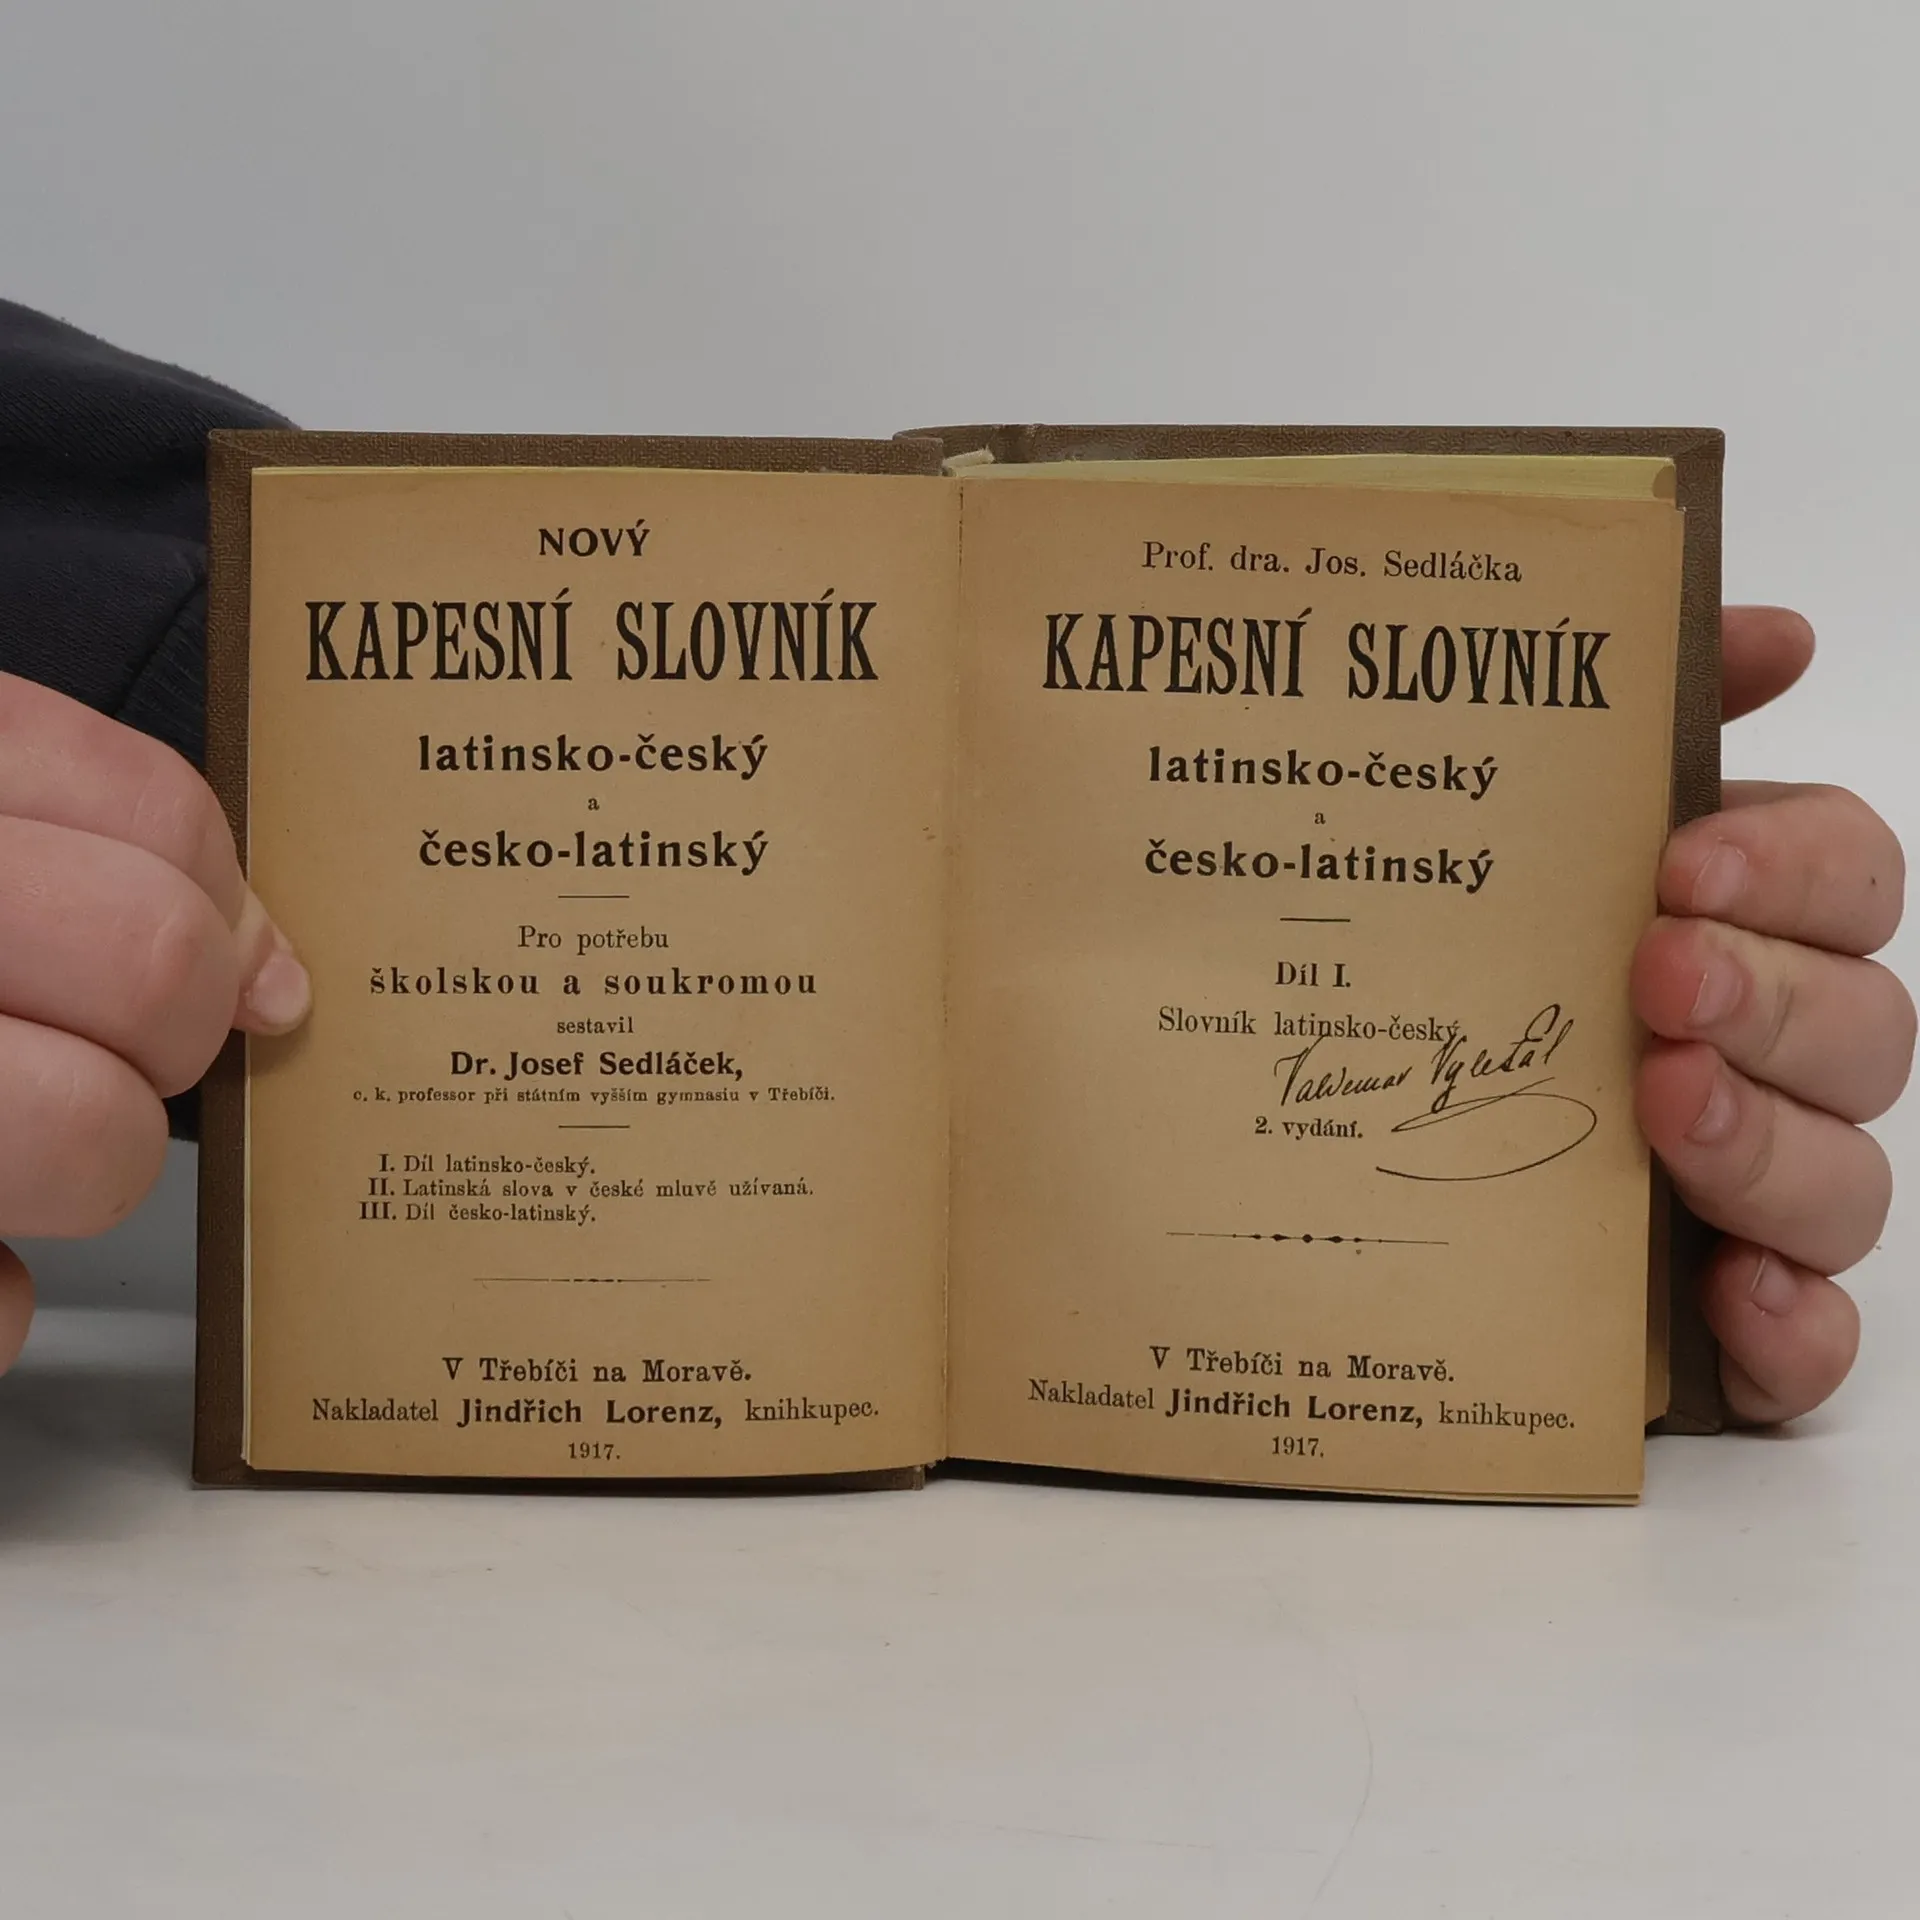 NOVÝ
KAPESNÍ SLOVNÍK
latinsko-český
a
česko-latinský
Pro potřebu
školskou a soukromou
sestavil
Dr. Josef Sedláček,
c. k. professor při státním vyšším gymnasiu v Třebíči.
I. Díl latinsko-český.
II. Latinská slova v české mluvě užívaná.
III. Díl česko-latinský.
V Třebíči na Moravě.
Nakladatel Jindřich Lorenz, knihkupec.
1917.
Prof. dra. Jos. Sedláčka
KAPESNÍ SLOVNÍK
latinsko-český
a
česko-latinský
Díl I.
Slovník latinsko-český.
Valdemar Vyležal
2. vydání.
V Třebíči na Moravě.
Nakladatel Jindřich Lorenz, knihkupec.
1917.